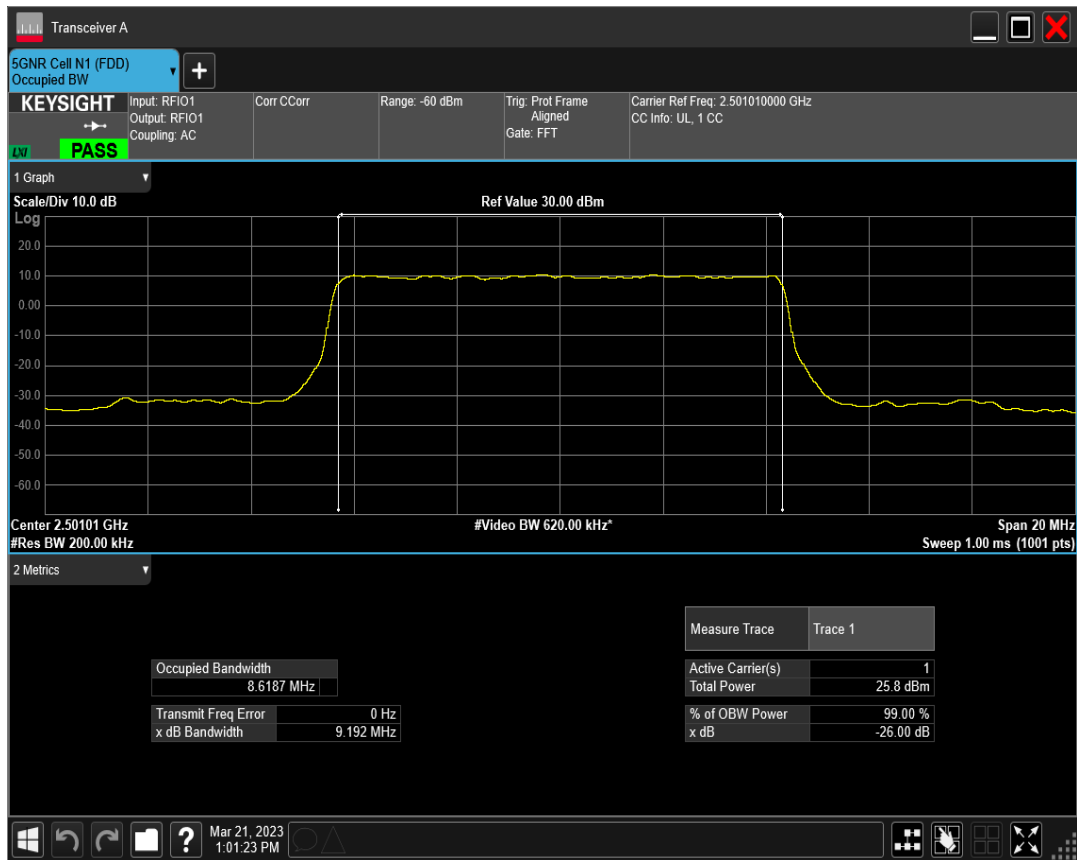 Transceiver A
5GNR Cell N1 (FDD)
Occupied BW
KEYSIGHT
LXI
PASS
Input: RFIO1
Output: RFIO1
Coupling: AC
Corr CCorr
Range: -60 dBm
Trig: Prot Frame
Aligned
Gate: FFT
Carrier Ref Freq: 2.501010000 GHz
CC Info: UL, 1 CC
1 Graph
Scale/Div 10.0 dB
Ref Value 30.00 dBm
Log
20.0
10.0
0.00
-10.0
-20.0
-30.0
-40.0
-50.0
-60.0
Center 2.50101 GHz
#Video BW 620.00 kHz*
Span 20 MHz
#Res BW 200.00 kHz
Sweep 1.00 ms (1001 pts)
2 Metrics
Measure Trace Trace 1
Occupied Bandwidth
8.6187 MHz
Active Carrier(s) 1
Total Power 25.8 dBm
Transmit Freq Error 0 Hz
x dB Bandwidth 9.192 MHz
% of OBW Power 99.00 %
x dB -26.00 dB
?
Mar 21, 2023
1:01:23 PM